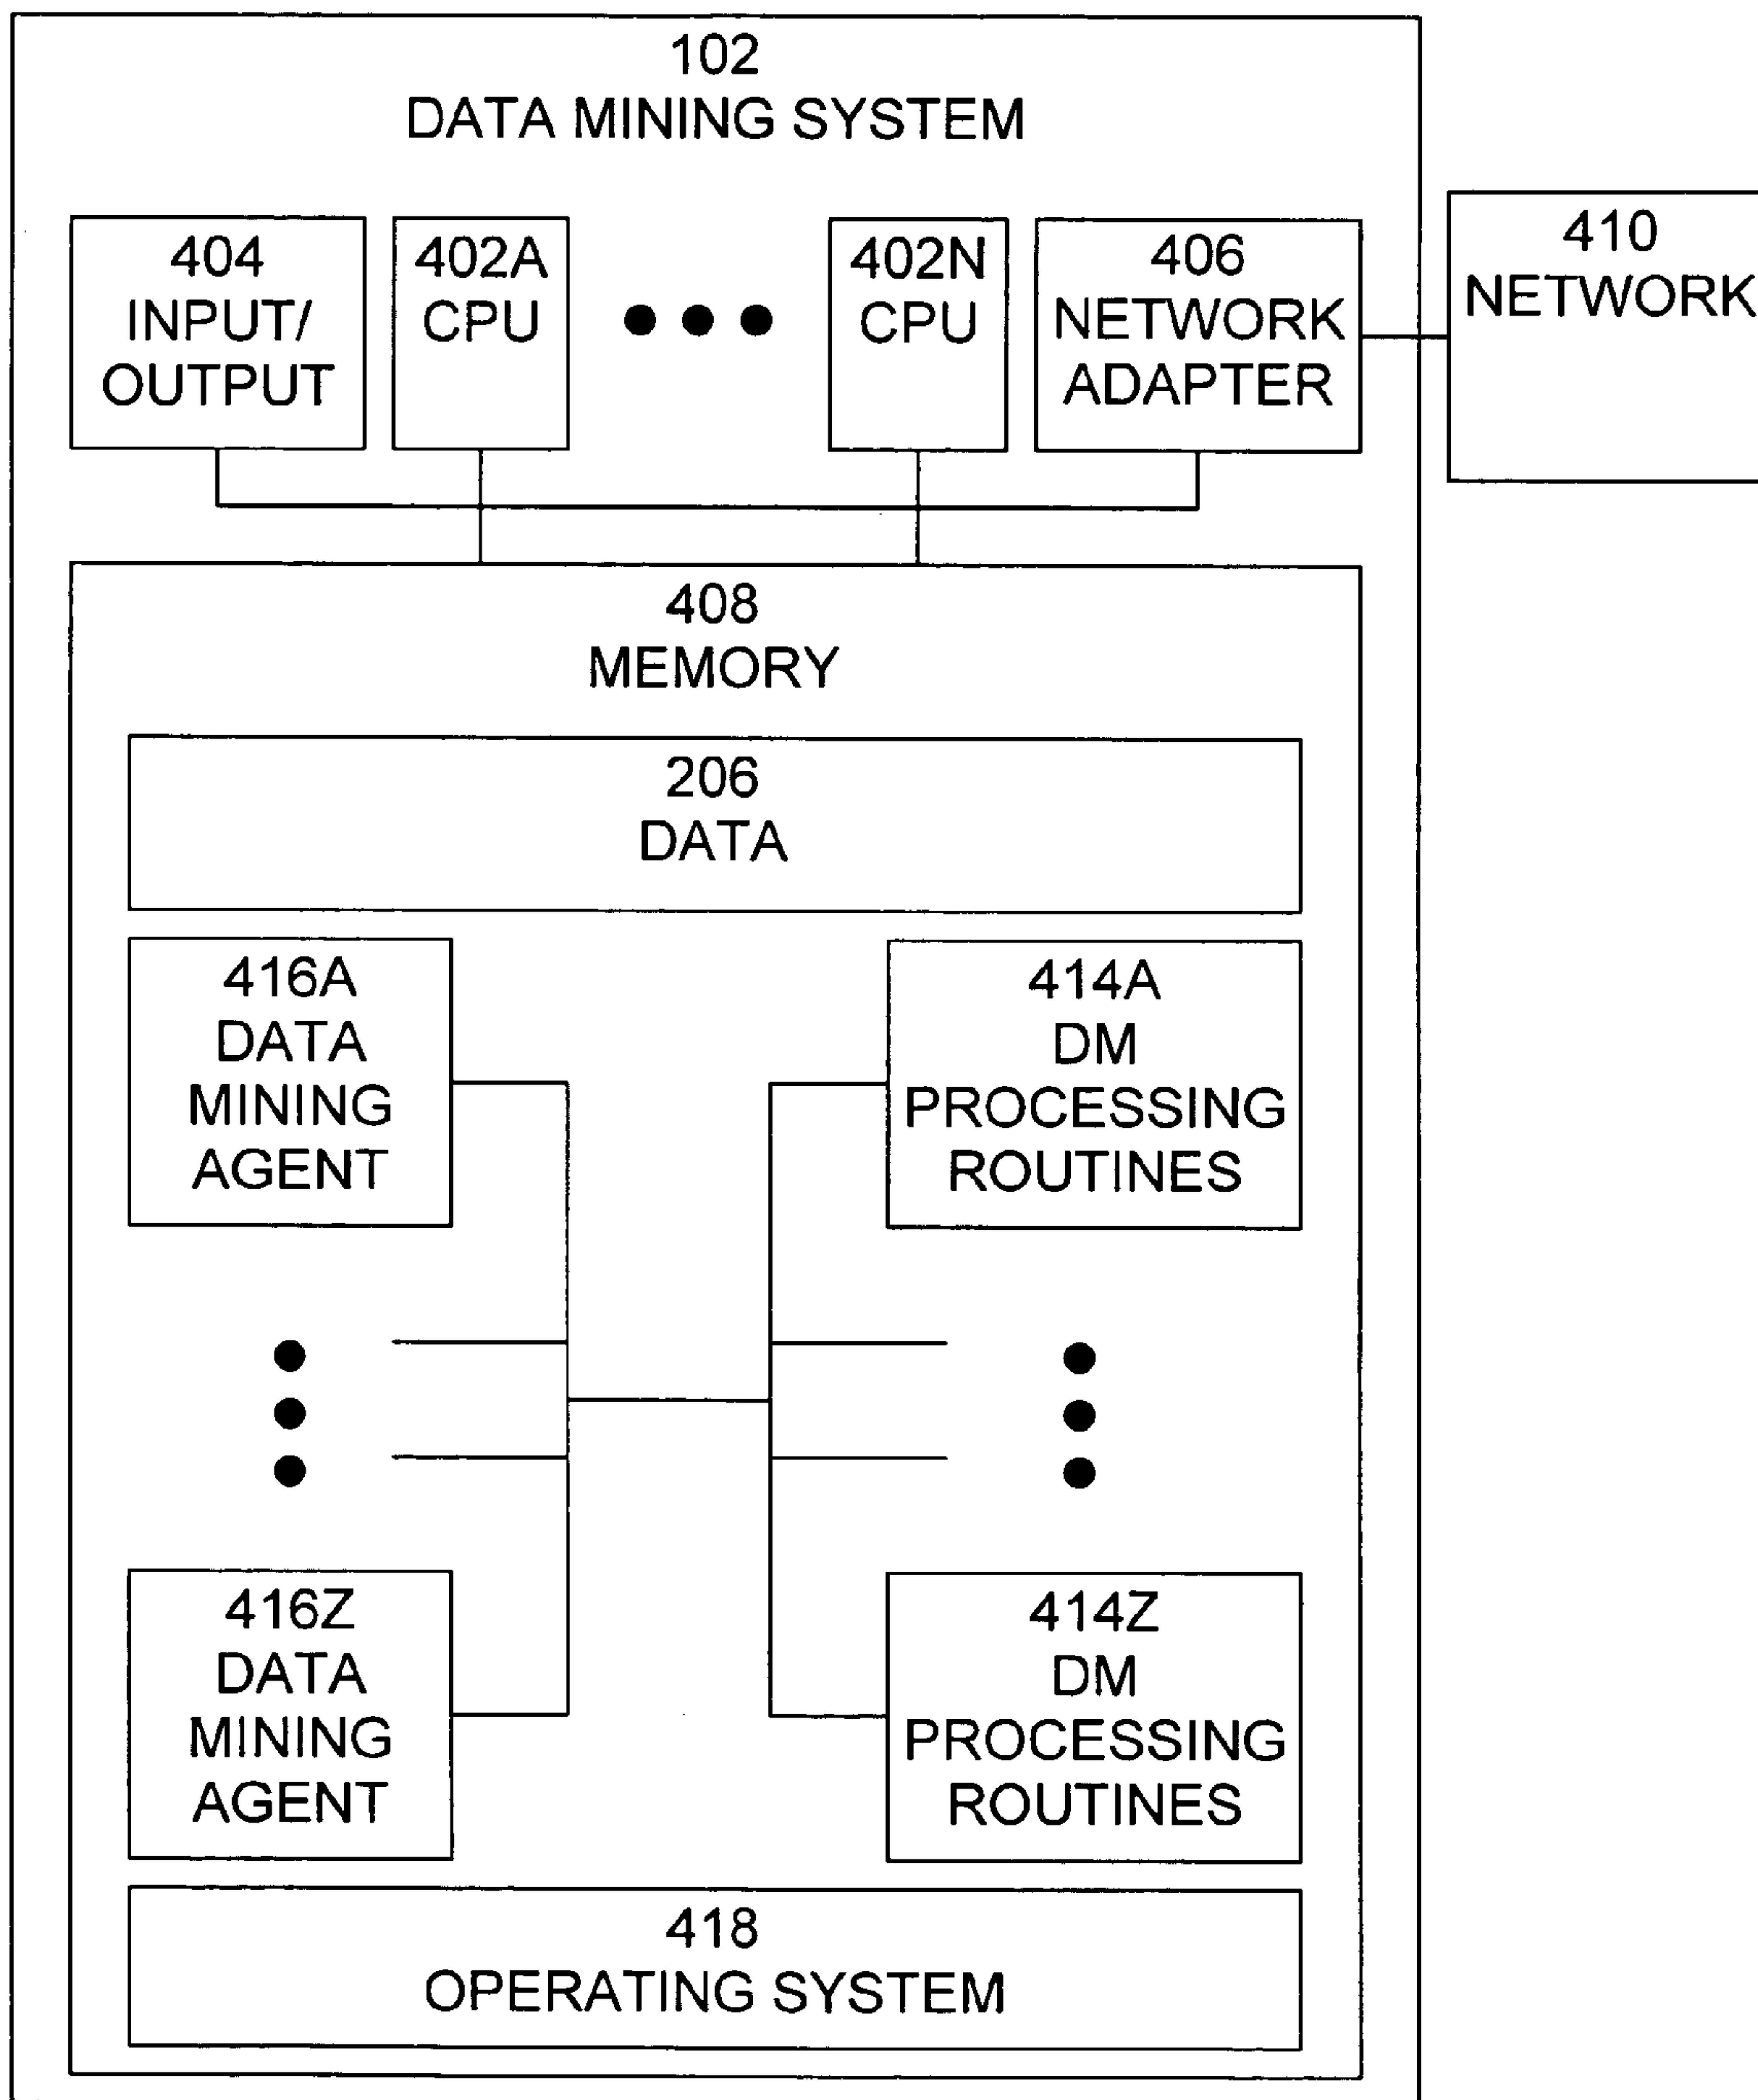 102
DATA MINING SYSTEM
404
INPUT/
OUTPUT
402A
CPU
402N
CPU
406
NETWORK
ADAPTER
410
NETWORK
408
MEMORY
206
DATA
416A
DATA
MINING
AGENT
414A
DM
PROCESSING
ROUTINES
416Z
DATA
MINING
AGENT
414Z
DM
PROCESSING
ROUTINES
418
OPERATING SYSTEM